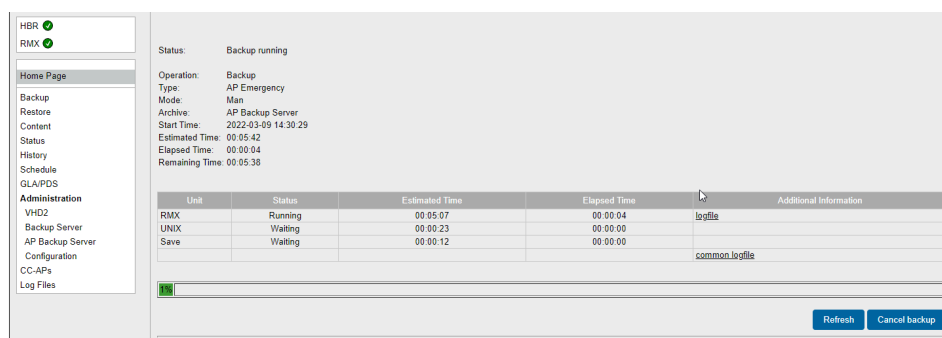 HBR
RMX
Home Page
Backup
Restore
Content
Status
History
Schedule
GLA/PDS
Administration
VHD2
Backup Server
AP Backup Server
Configuration
CC-APs
Log Files
Status: Backup running
Operation: Backup
Type: AP Emergency
Mode: Man
Archive: AP Backup Server
Start Time: 2022-03-09 14:30:29
Estimated Time: 00:05:42
Elapsed Time: 00:00:04
Remaining Time: 00:05:38
Unit Status Estimated Time Elapsed Time Additional Information
RMX Running 00:05:07 00:00:04 logfile
UNIX Waiting 00:00:23 00:00:00
Save Waiting 00:00:12 00:00:00
common logfile
1%
Refresh Cancel backup